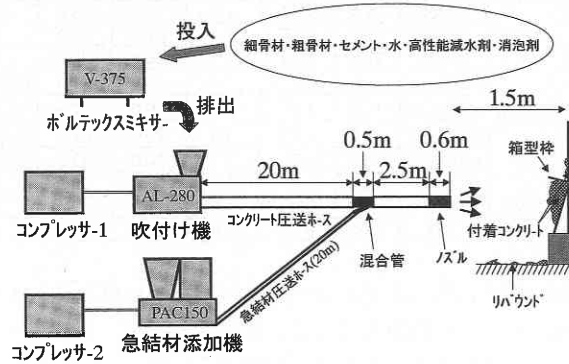 投入
細骨材・粗骨材・セメント・水・高性能減水剤・消泡剤
V-375
ボルテックスミキサー
排出
1.5m
0.5m
0.6m
20m
2.5m
箱型枠
AL-280
コンプレッサ-1
吹付け機
コンクリート圧送ホース
混合管
ノズル
付着コンクリート
急結材圧送ホース(20m)
リバウンド
PAC150
コンプレッサ-2
急結材添加機